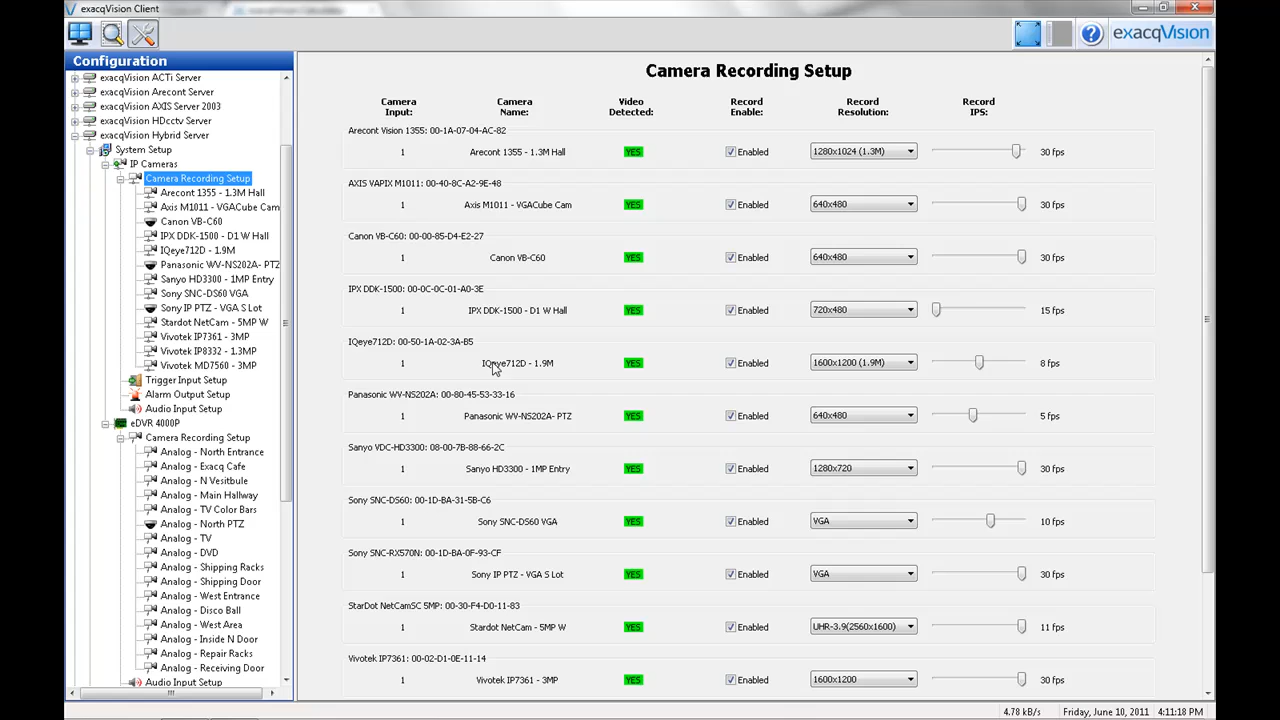 exacqVision Client
exacqVision
Configuration
exacqVision ACTi Server
exacqVision Arecont Server
exacqVision AXIS Server 2003
exacqVision HDcctv Server
exacqVision Hybrid Server
System Setup
IP Cameras
Camera Recording Setup
Arecont 1355 - 1.3M Hall
Axis M1011 - VGACube Cam
Canon VB-C60
IPX DDK-1500 - D1 W Hall
IQeye712D - 1.9M
Panasonic WV-NS202A- PTZ
Sanyo HD3300 - 1MP Entry
Sony SNC-DS60 VGA
Sony IP PTZ - VGA S Lot
Stardot NetCam - 5MP W
Vivotek IP7361 - 3MP
Vivotek IP8332 - 1.3MP
Vivotek MD7560 - 3MP
Trigger Input Setup
Alarm Output Setup
Audio Input Setup
eDVR 4000P
Camera Recording Setup
Analog - North Entrance
Analog - Exacq Cafe
Analog - N Vesitbule
Analog - Main Hallway
Analog - TV Color Bars
Analog - North PTZ
Analog - TV
Analog - DVD
Analog - Shipping Racks
Analog - Shipping Door
Analog - West Entrance
Analog - Disco Ball
Analog - West Area
Analog - Inside N Door
Analog - Repair Racks
Analog - Receiving Door
Audio Input Setup
Camera Recording Setup
Camera Input: Camera Name: Video Detected: Record Enable: Record Resolution: Record IPS:
Arecont Vision 1355: 00-1A-07-04-AC-82
1 Arecont 1355 - 1.3M Hall YES Enabled 1280x1024 (1.3M) 30 fps
AXIS VAPIX M1011: 00-40-8C-A2-9E-48
1 Axis M1011 - VGACube Cam YES Enabled 640x480 30 fps
Canon VB-C60: 00-00-85-D4-E2-27
1 Canon VB-C60 YES Enabled 640x480 30 fps
IPX DDK-1500: 00-0C-0C-01-A0-3E
1 IPX DDK-1500 - D1 W Hall YES Enabled 720x480 15 fps
IQeye712D: 00-50-1A-02-3A-B5
1 IQeye712D - 1.9M YES Enabled 1600x1200 (1.9M) 8 fps
Panasonic WV-NS202A: 00-80-45-53-33-16
1 Panasonic WV-NS202A- PTZ YES Enabled 640x480 5 fps
Sanyo VDC-HD3300: 08-00-7B-88-66-2C
1 Sanyo HD3300 - 1MP Entry YES Enabled 1280x720 30 fps
Sony SNC-DS60: 00-1D-BA-31-5B-C6
1 Sony SNC-DS60 VGA YES Enabled VGA 10 fps
Sony SNC-RX570N: 00-1D-BA-0F-93-CF
1 Sony IP PTZ - VGA S Lot YES Enabled VGA 30 fps
StarDot NetCamSC 5MP: 00-30-F4-D0-11-83
1 Stardot NetCam - 5MP W YES Enabled UHR-3.9(2560x1600) 11 fps
Vivotek IP7361: 00-02-D1-0E-11-14
1 Vivotek IP7361 - 3MP YES Enabled 1600x1200 30 fps
4.78 kB/s Friday, June 10, 2011 4:11:18 PM